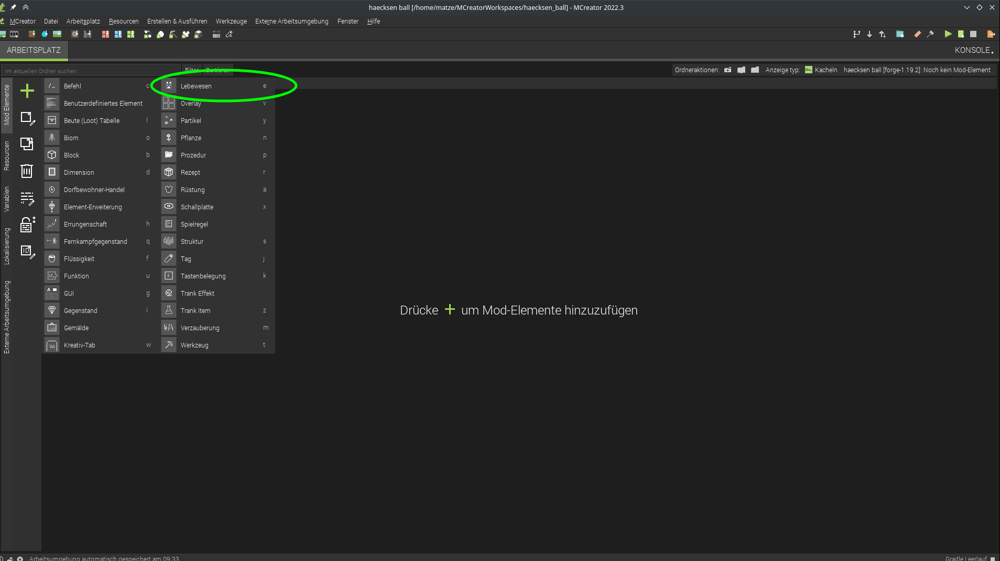 haecksen ball [/home/matze/MCreatorWorkspaces/haecksen_ball] - MCreator 2022.3
MCreator Datei Arbeitsplatz Resourcen Erstellen & Ausführen Werkzeuge Externe Arbeitsumgebung Fenster Hilfe
ARBEITSPLATZ
KONSOLE
Im aktuellen Ordner suchen
Filter Sortieren
Ordneraktionen: Anzeige typ: Kacheln haecksen ball [forge-1.19.2]: Noch kein Mod-Element
Mod Elemente
Resourcen
Variablen
Lokalisierung
Externe Arbeitsumgebung
ID
Befehl c
Benutzerdefiniertes Element
Beute (Loot) Tabelle l
Biom o
Block b
Dimension d
Dorfbewohner-Handel
Element-Erweiterung
Errungenschaft h
Fernkampfgegenstand q
Flüssigkeit f
Funktion u
A
GUI g
Gegenstand i
Gemälde
TAB
Kreativ-Tab w
Lebewesen e
Overlay v
Partikel y
Pflanze n
Prozedur p
Rezept r
Rüstung a
Schallplatte x
Spielregel
Struktur s
Tag j
K
Tastenbelegung k
Trank Effekt
Trank Item z
Verzauberung m
Werkzeug t
Drücke + um Mod-Elemente hinzuzufügen
Arbeitsumgebung automatisch gespeichert am 09:33
Gradle Leerlauf